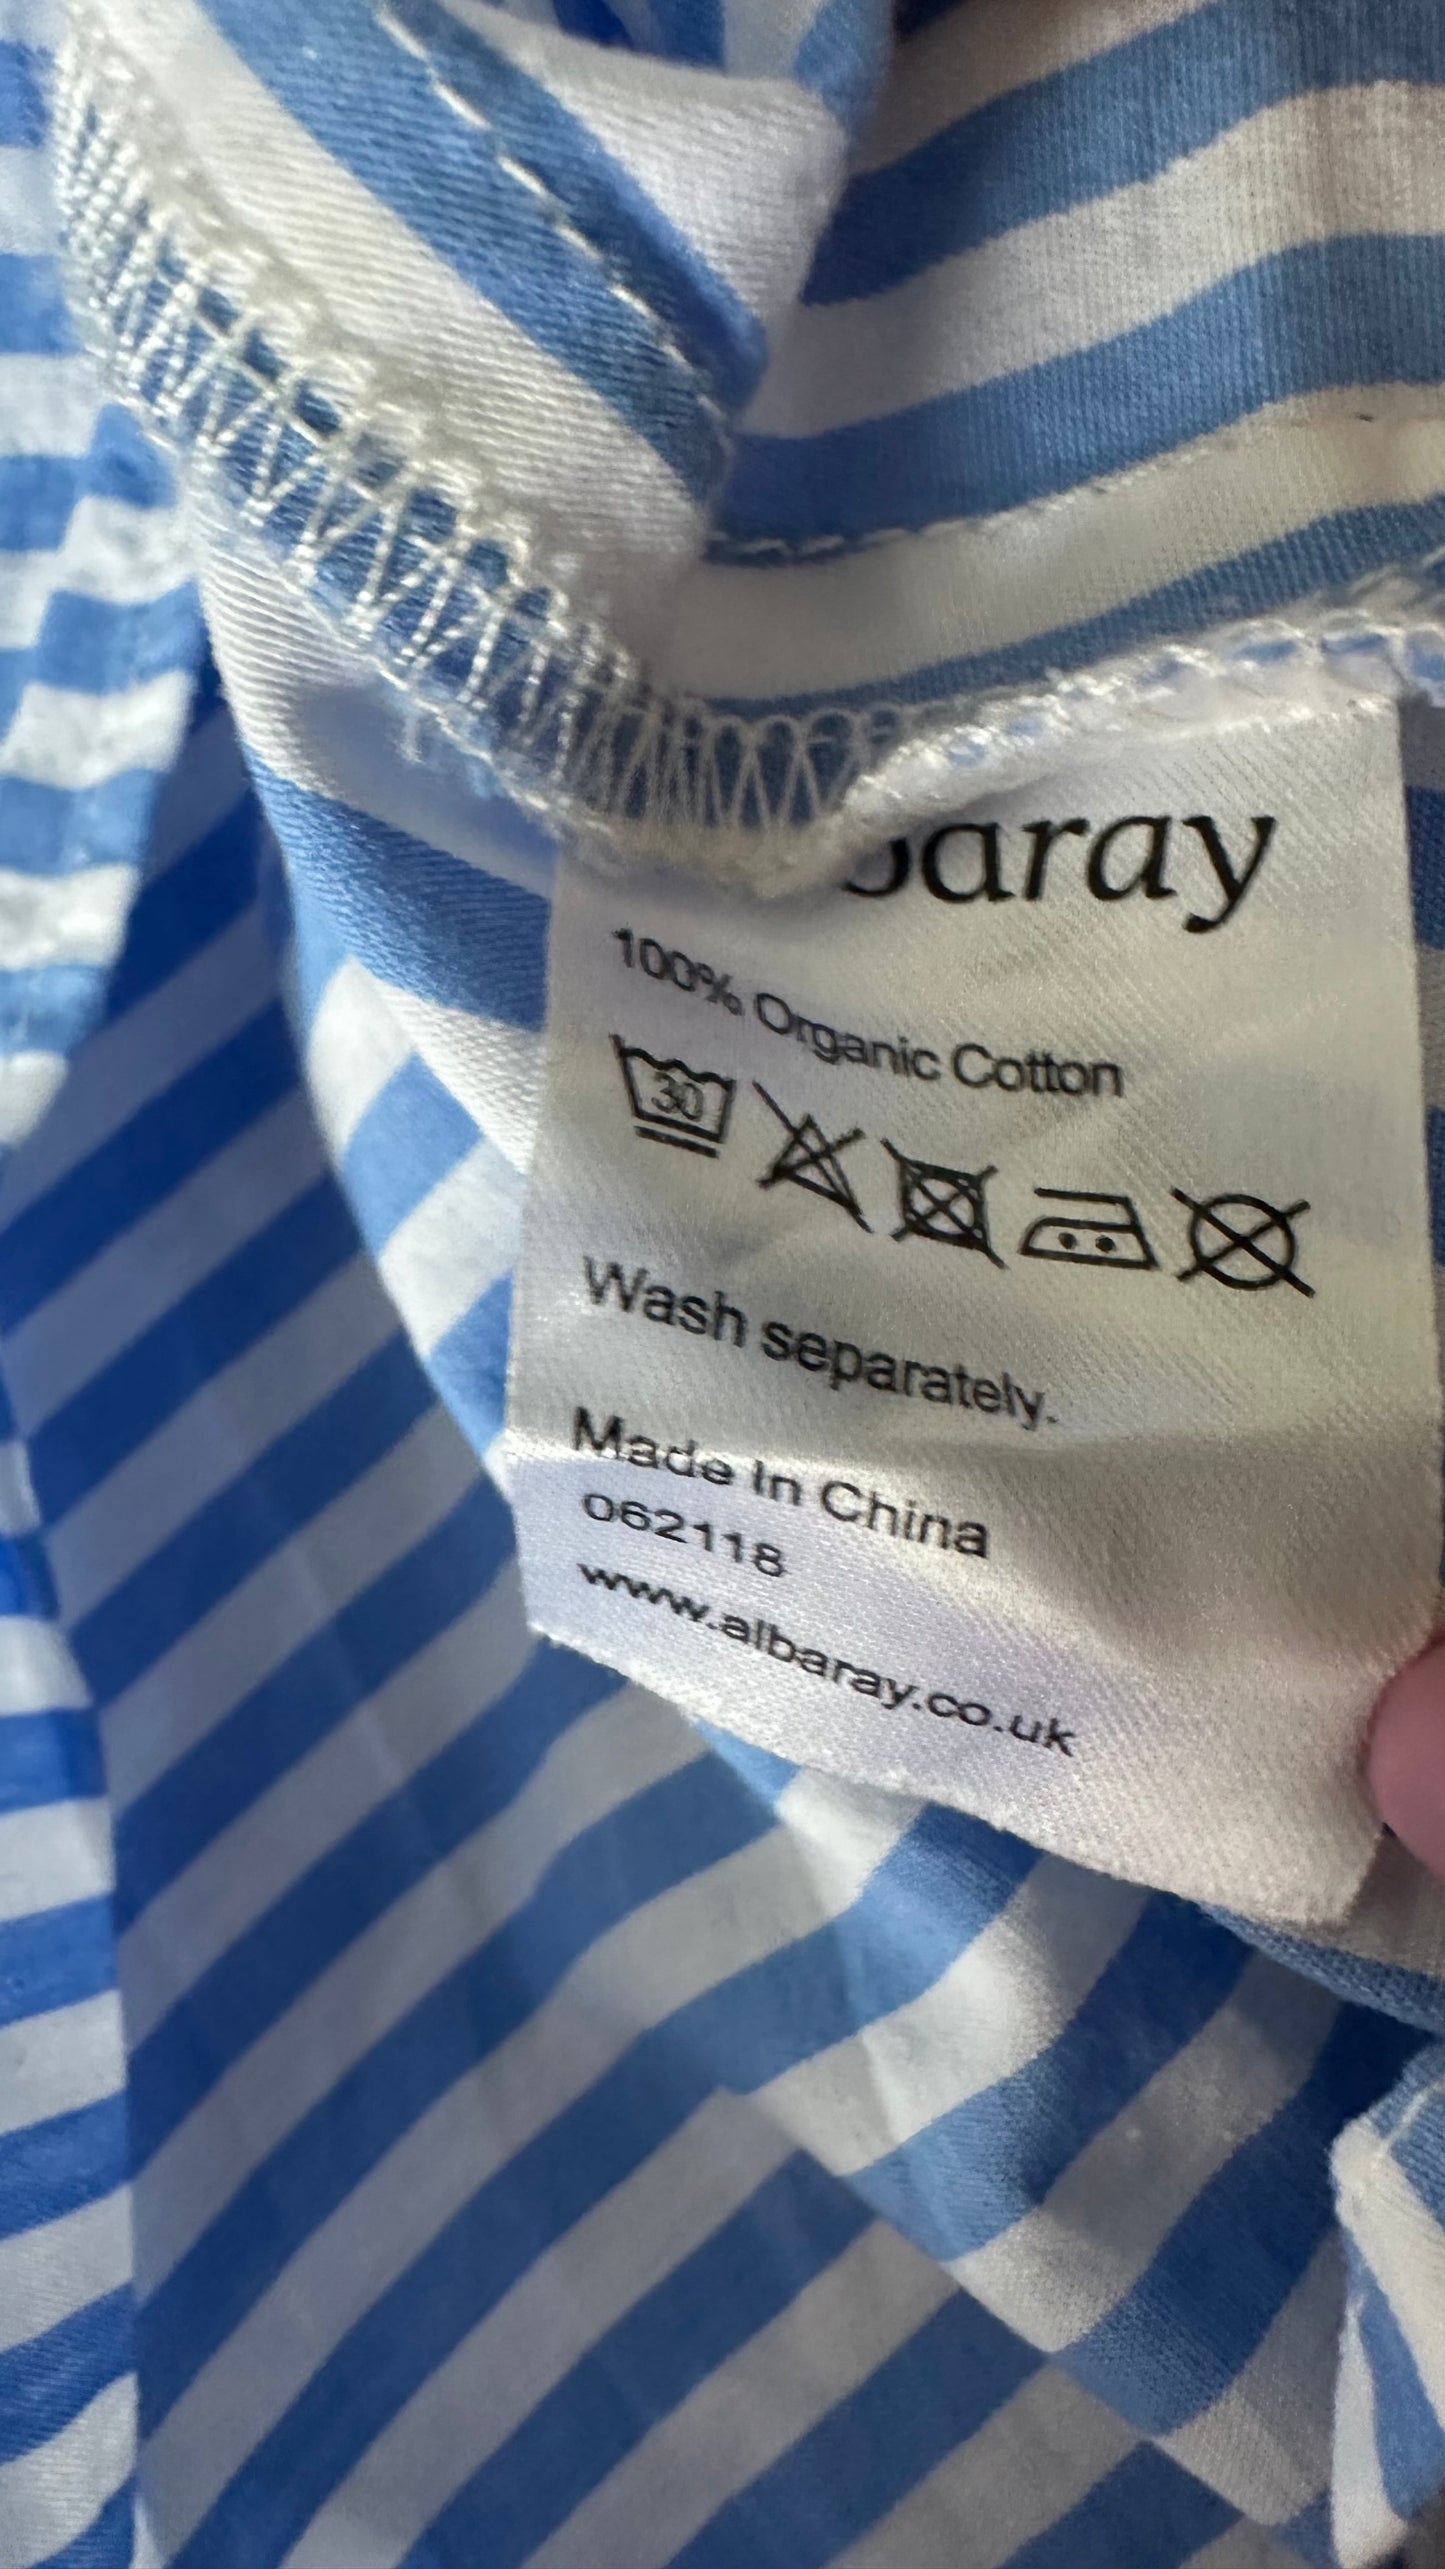 baray
100% Organic Cotton
30
Wash separately.
Made In China
062118
www.albaray.co.uk